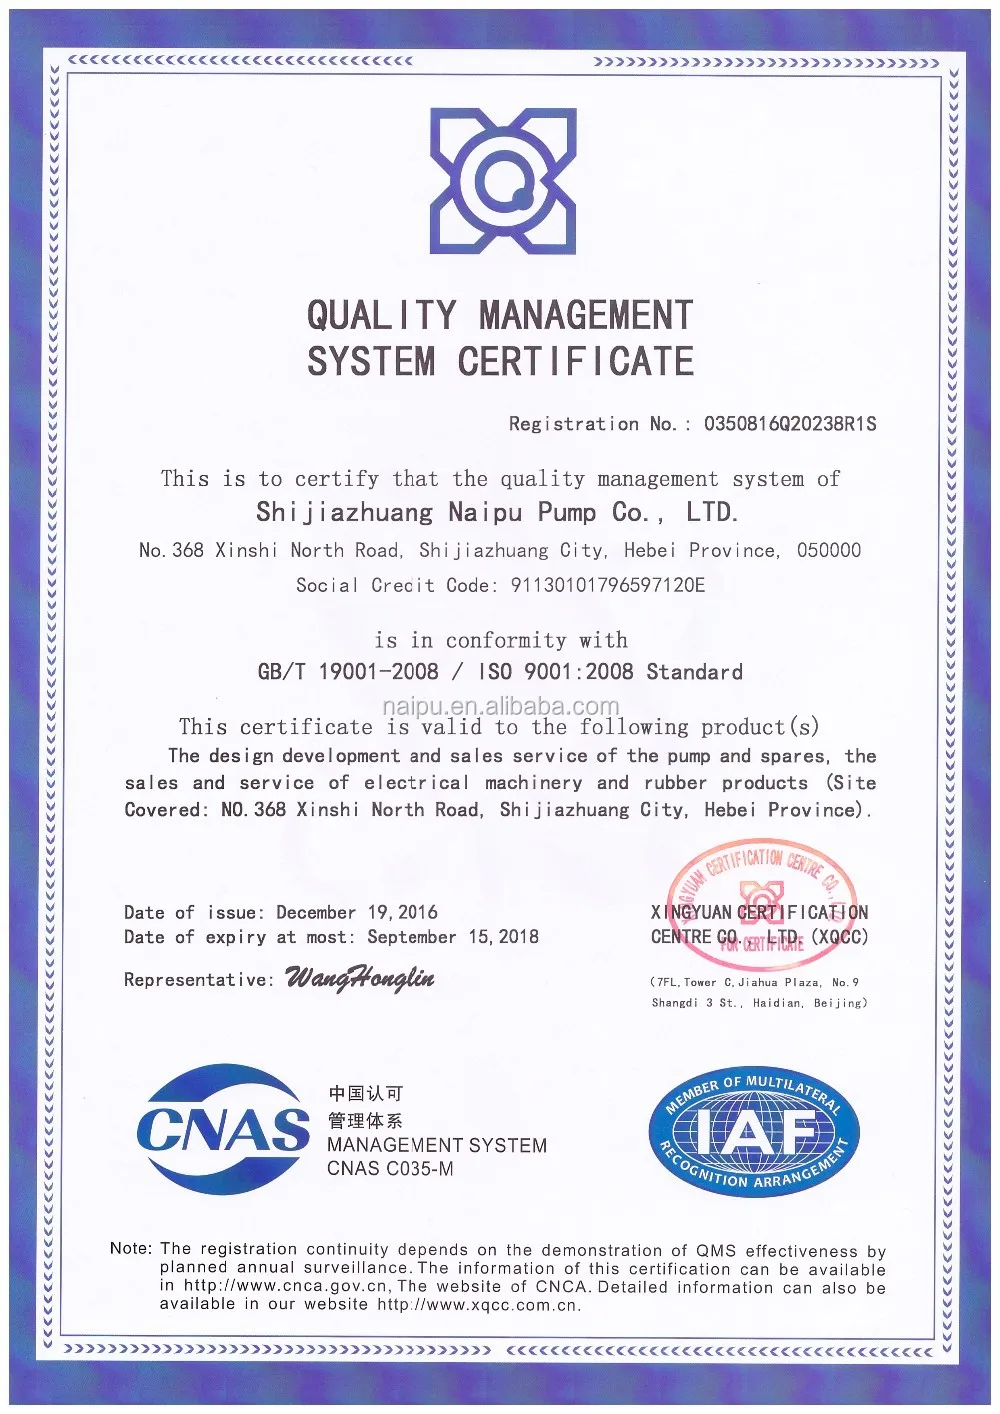 QUALITY MANAGEMENT
SYSTEM CERTIFICATE
Registration No.: 0350816Q20238R1S
This is to certify that the quality management system of
Shijiazhuang Naipu Pump Co., LTD.
No.368 Xinshi North Road, Shijiazhuang City, Hebei Province, 050000
Social Credit Code: 91130101796597120E
is in conformity with
GB/T 19001-2008 / ISO 9001:2008 Standard
naipu.en.alibaba.com
This certificate is valid to the following product(s)
The design development and sales service of the pump and spares, the
sales and service of electrical machinery and rubber products (Site
Covered: NO.368 Xinshi North Road, Shijiazhuang City, Hebei Province).
Date of issue: December 19,2016
Date of expiry at most: September 15,2018
Representative: WangHonglin
XINGYUAN CERTIFICATION CENTRE CO.,LTD
FOR CERTIFICATE
XINGYUAN CERTIFICATION
CENTRE CO., LTD. (XQCC)
(7FL,Tower C,Jiahua Plaza, No.9
Shangdi 3 St., Haidian, Beijing)
CNAS
中国认可
管理体系
MANAGEMENT SYSTEM
CNAS C035-M
MEMBER OF MULTILATERAL
IAF
RECOGNITION ARRANGEMENT
Note: The registration continuity depends on the demonstration of QMS effectiveness by
planned annual surveillance.The information of this certification can be available
in http://www.cnca.gov.cn,The website of CNCA.Detailed information can also be
available in our website http://www.xqcc.com.cn.